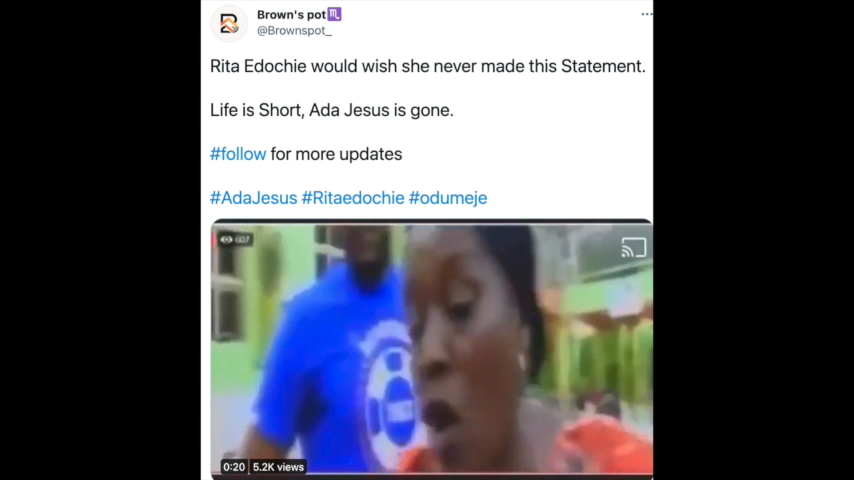 Brown's pot♏
@Brownspot_
Rita Edochie would wish she never made this Statement.
Life is Short, Ada Jesus is gone.
#follow for more updates
#AdaJesus #Ritaedochie #odumeje
607
0:20 5.2K views